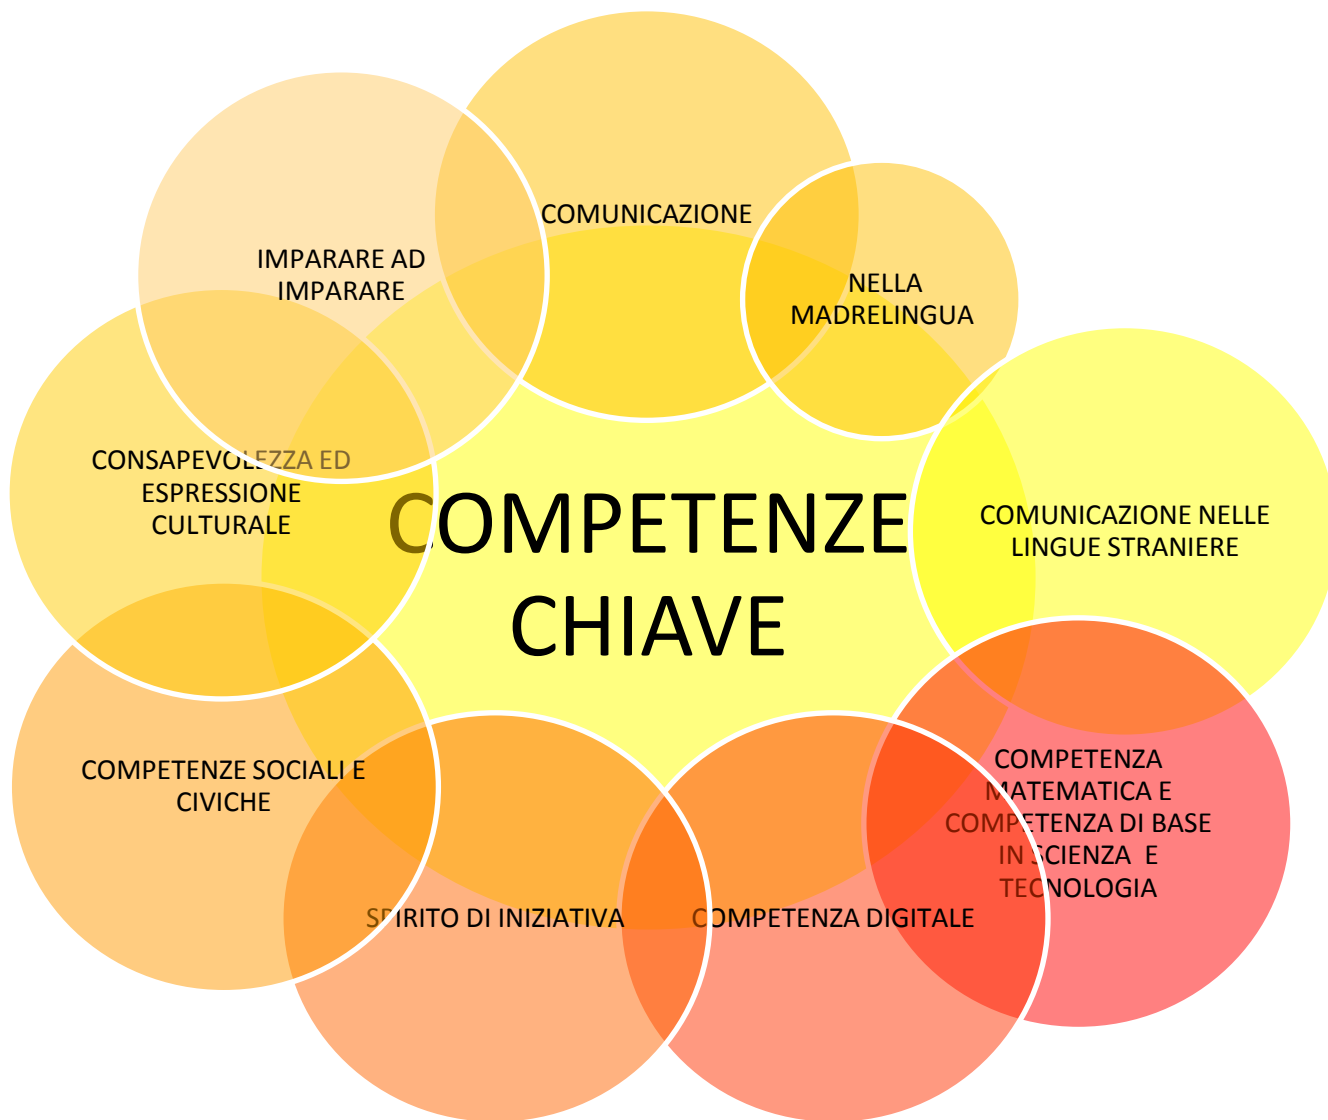 COMUNICAZIONE
NELLA
MADRELINGUA
IMPARARE AD
IMPARARE
CONSAPEVOLEZZA ED
ESPRESSIONE
CULTURALE
COMPETENZE
CHIAVE
COMUNICAZIONE NELLE
LINGUE STRANIERE
COMPETENZA
MATEMATICA E
COMPETENZA DI BASE
IN SCIENZA E
TECNOLOGIA
COMPETENZE SOCIALI E
CIVICHE
SPIRITO DI INIZIATIVA
COMPETENZA DIGITALE